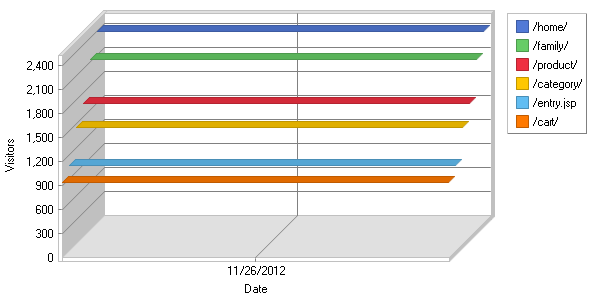 /home/
/family/
/product/
/category/
/entry.jsp
/cart/
Visitors
2,400
2,100
1,800
1,500
1,200
900
600
300
0
11/26/2012
Date